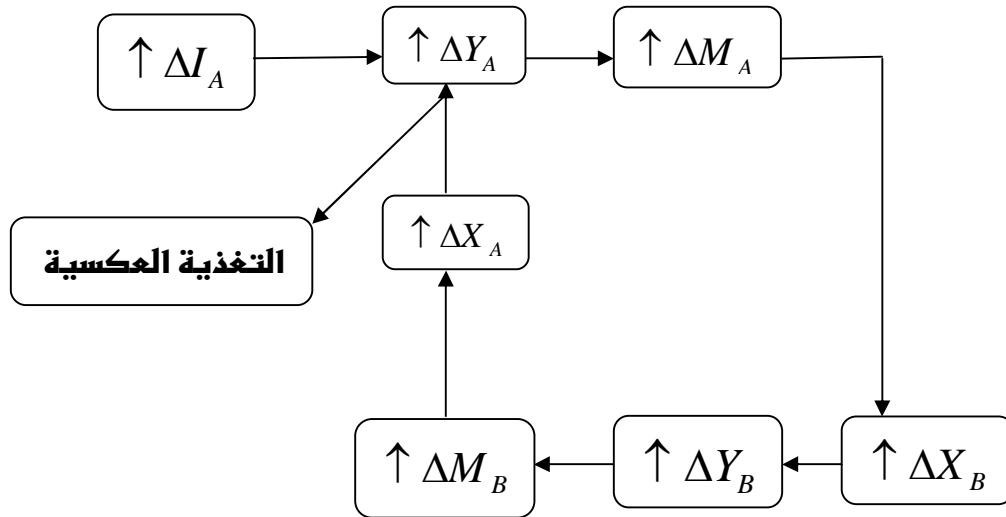 ↑ ΔI_A
↑ ΔY_A
↑ ΔM_A
التغذية العكسية
↑ ΔX_A
↑ ΔM_B
↑ ΔY_B
↑ ΔX_B